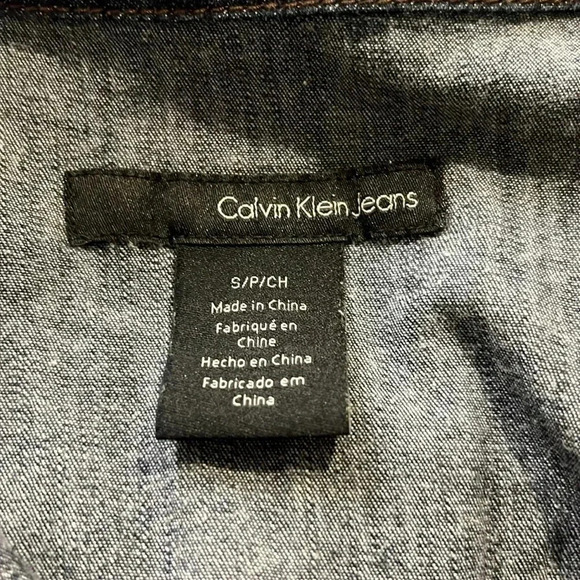 Calvin Klein Jeans
S/P/CH
Made in China
Fabriqué en
Chine
Hecho en China
Fabricado em
China